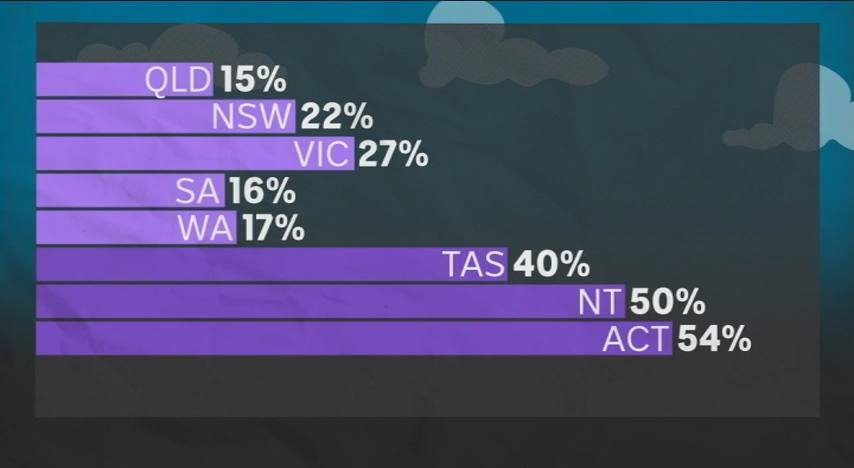 QLD 15%
NSW 22%
VIC 27%
SA 16%
WA 17%
TAS 40%
NT 50%
ACT 54%